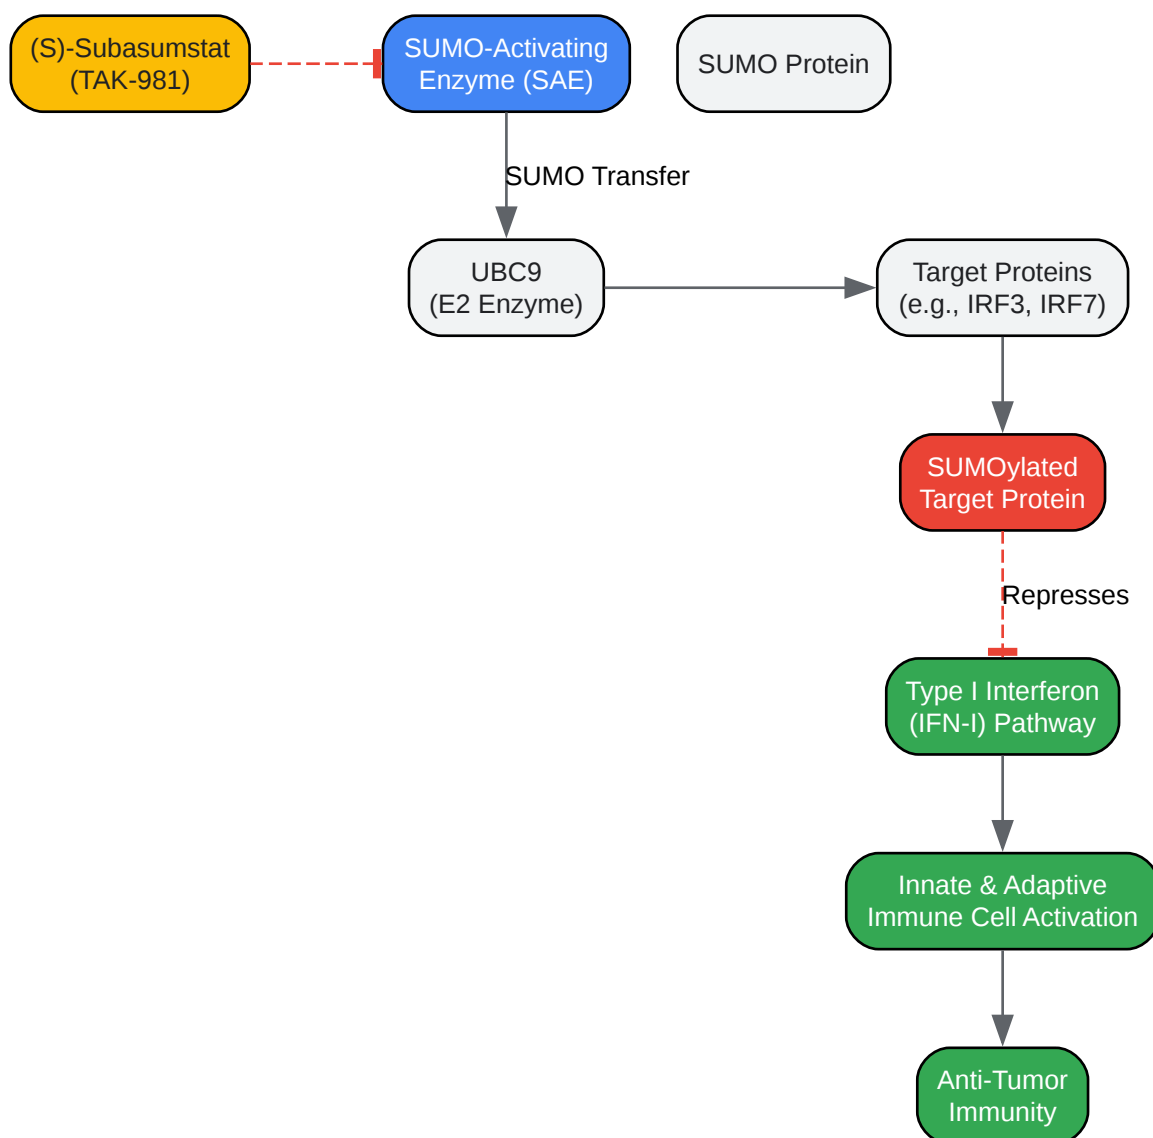 (S)-Subasumstat
(TAK-981)
SUMO-Activating
Enzyme (SAE)
SUMO Protein
SUMO Transfer
UBC9
(E2 Enzyme)
Target Proteins
(e.g., IRF3, IRF7)
SUMOylated
Target Protein
Represses
Type I Interferon
(IFN-I) Pathway
Innate & Adaptive
Immune Cell Activation
Anti-Tumor
Immunity